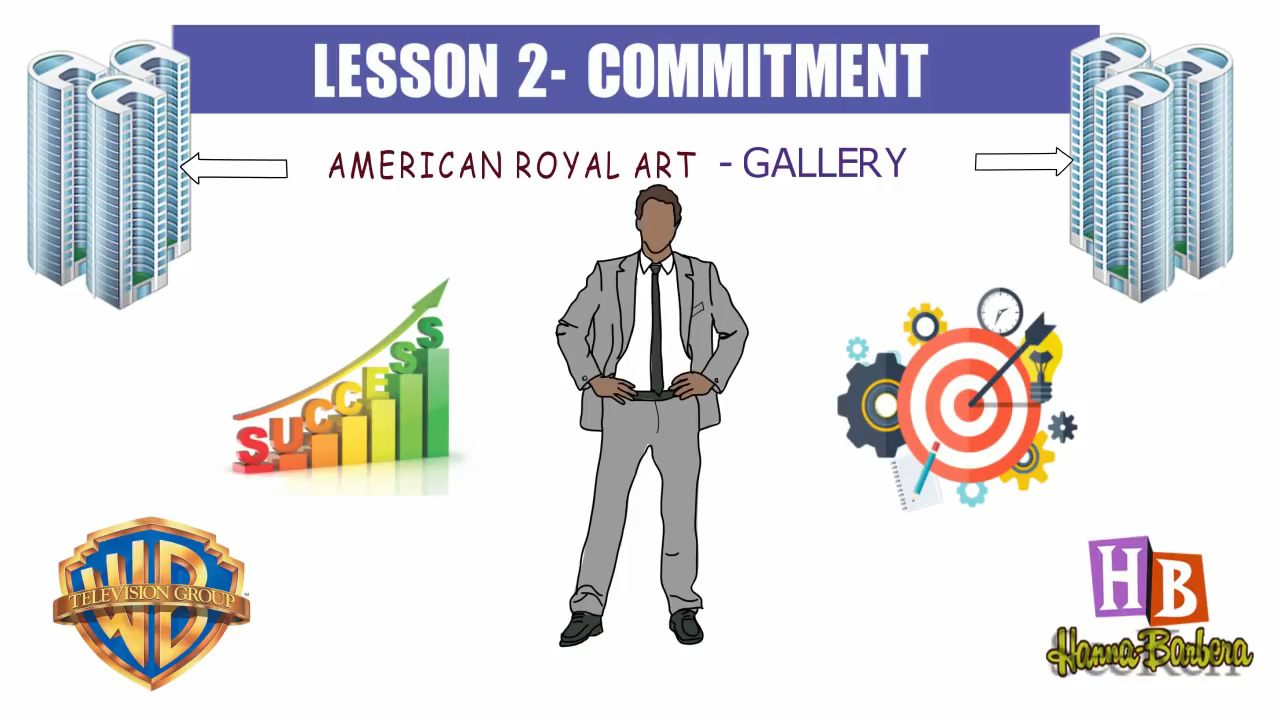 LESSON 2- COMMITMENT
AMERICAN ROYAL ART - GALLERY
SUCCESS
WB
TELEVISION GROUP
HB
Hanna-Barbera